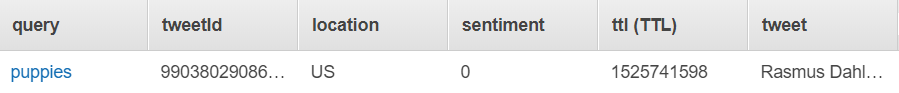 query tweetId location sentiment ttl (TTL) tweet
puppies 99038029086... US 0 1525741598 Rasmus Dahl...